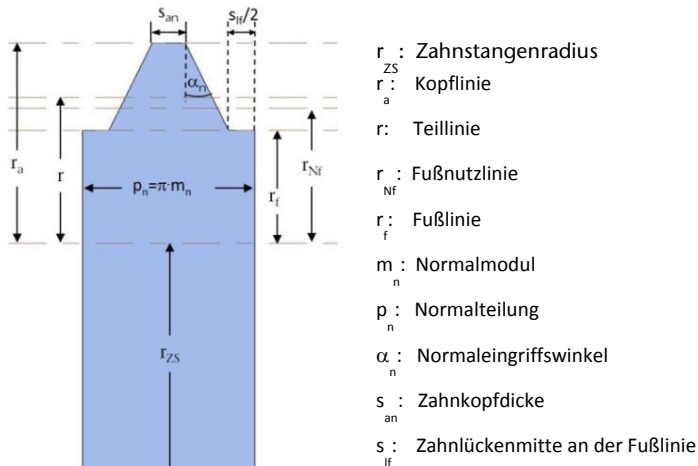 s_an
s_lf/2
α_n
r_a
r
r_Nf
p_n=π·m_n
r_f
r_ZS
r_ZS: Zahnstangenradius
r_a: Kopflinie
r: Teillinie
r_Nf: Fußnutzlinie
r_f: Fußlinie
m_n: Normalmodul
p_n: Normalteilung
α_n: Normaleingriffswinkel
s_an: Zahnkopfdicke
s_lf: Zahnlückenmitte an der Fußlinie